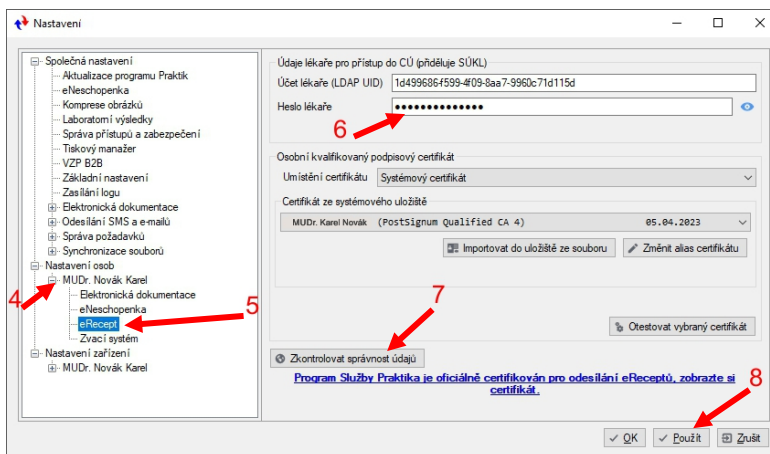 Nastavení
Společná nastavení
Aktualizace programu Praktik
eNeschopenka
Komprese obrázků
Laboratorní výsledky
Správa přístupů a zabezpečení
Tiskový manažer
VZP B2B
Základní nastavení
Zasílání logu
Elektronická dokumentace
Odesílání SMS a e-mailů
Správa požadavků
Synchronizace souborů
Nastavení osob
4
MUDr. Novák Karel
Elektronická dokumentace
eNeschopenka
5
eRecept
Zvací systém
Nastavení zařízení
MUDr. Novák Karel
Údaje lékaře pro přístup do CÚ (přiděluje SÚKL)
Účet lékaře (LDAP UID) 1d499686-f599-4f09-8aa7-9960c71d115d
Heslo lékaře ••••••••••••••
6
Osobní kvalifikovaný podpisový certifikát
Umístění certifikátu Systémový certifikát
Certifikát ze systémového uložiště
MUDr. Karel Novák (PostSignum Qualified CA 4) 05.04.2023
Importovat do uložiště ze souboru Změnit alias certifikátu
7
Otestovat vybraný certifikát
Zkontrolovat správnost údajů
Program Služby Praktika je oficiálně certifikován pro odesílání eReceptů, zobrazte si
certifikát.
8
OK Použít Zrušit